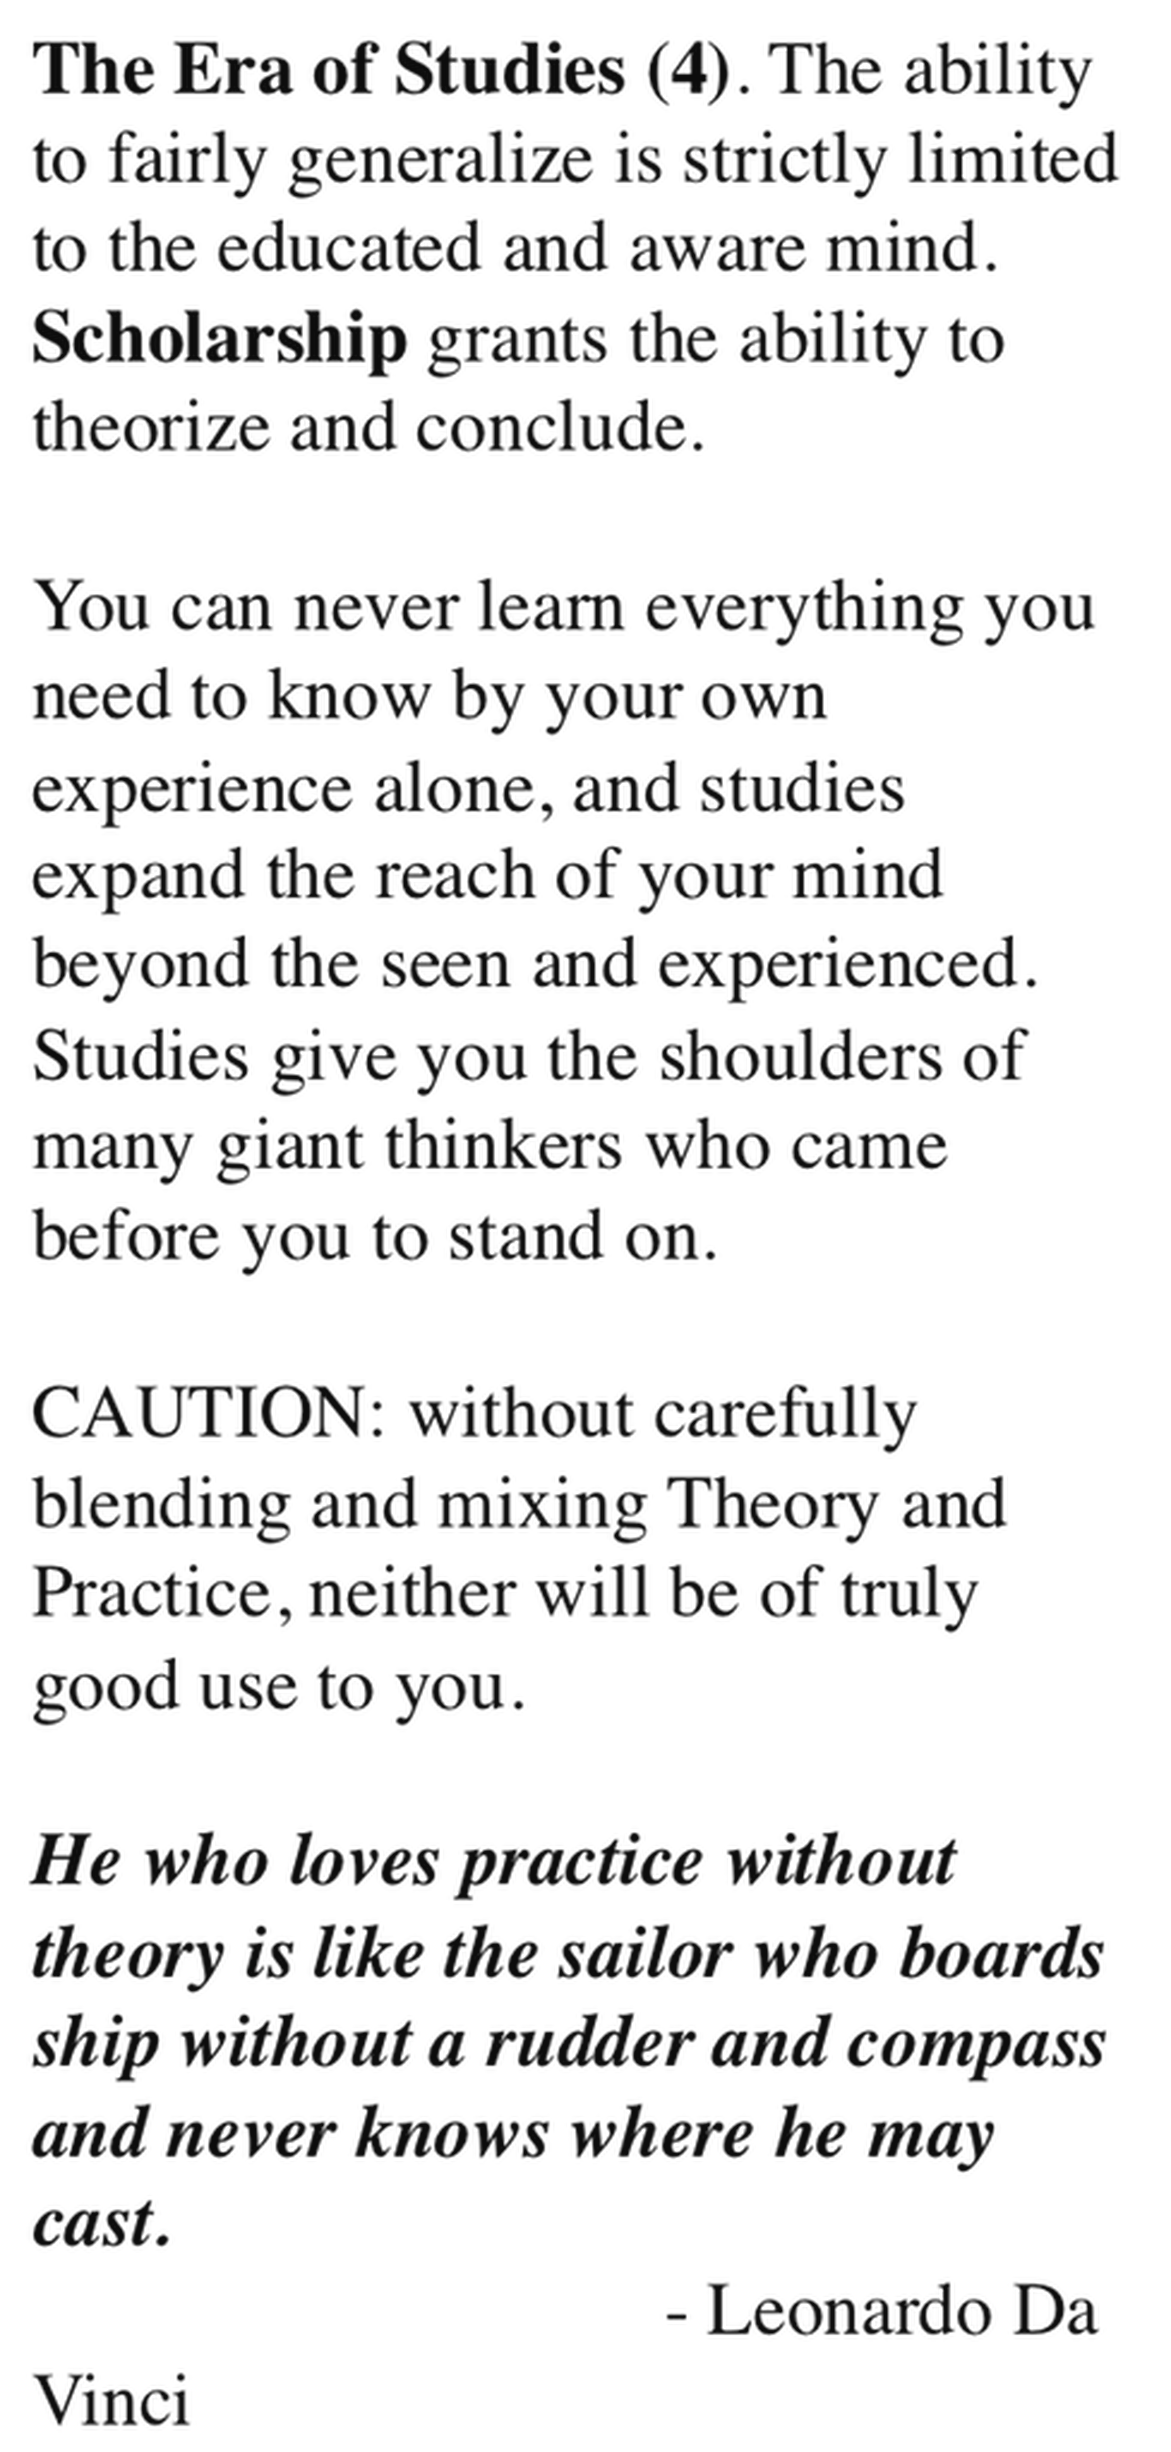 The Era of Studies (4). The ability
to fairly generalize is strictly limited
to the educated and aware mind.
Scholarship grants the ability to
theorize and conclude.
You can never learn everything you
need to know by your own
experience alone, and studies
expand the reach of your mind
beyond the seen and experienced.
Studies give you the shoulders of
many giant thinkers who came
before you to stand on.
CAUTION: without carefully
blending and mixing Theory and
Practice, neither will be of truly
good use to you.
He who loves practice without
theory is like the sailor who boards
ship without a rudder and compass
and never knows where he may
cast.
- Leonardo Da
Vinci